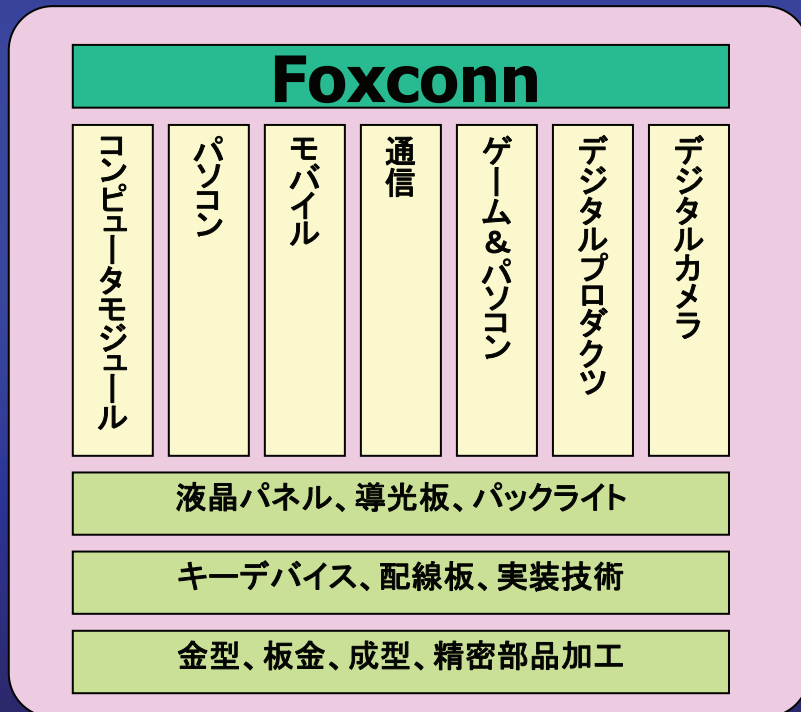 Foxconn
コンピュータモジュール
パソコン
モバイル
通信
ゲーム&パソコン
デジタルプロダクツ
デジタルカメラ
液晶パネル、導光板、パックライト
キーデバイス、配線板、実装技術
金型、板金、成型、精密部品加工